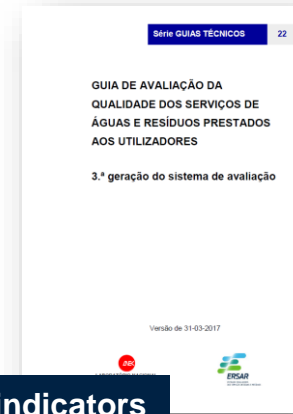 Série GUIAS TÉCNICOS 22
GUIA DE AVALIAÇÃO DA
QUALIDADE DOS SERVIÇOS DE
ÁGUAS E RESÍDUOS PRESTADOS
AOS UTILIZADORES
3.ª geração do sistema de avaliação
Versão de 31-03-2017
ERSAR
indicators